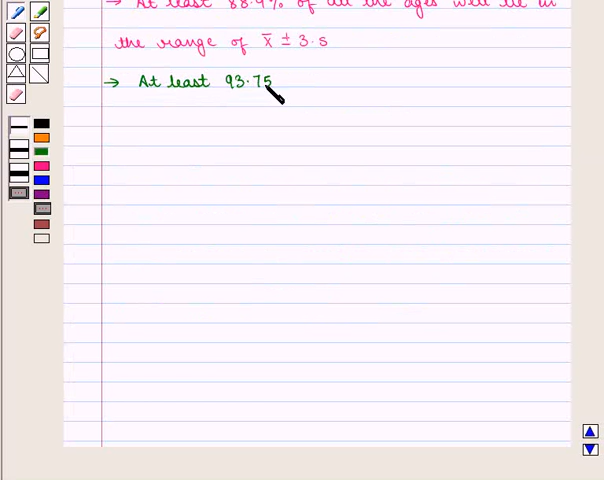 → At least 88.9% of all the ages will lie in
the range of x̄ ± 3·s
→ At least 93.75